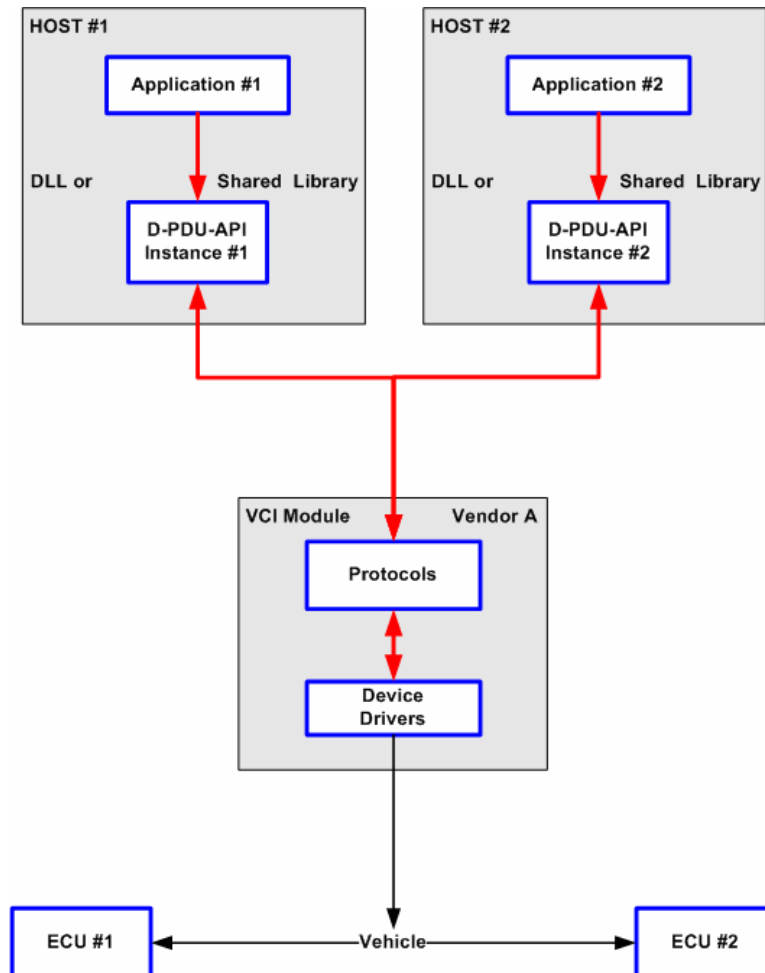 HOST #1
HOST #2
Application #1
Application #2
DLL or Shared Library
DLL or Shared Library
D-PDU-API
Instance #1
D-PDU-API
Instance #2
VCI Module
Vendor A
Protocols
Device
Drivers
ECU #1
Vehicle
ECU #2